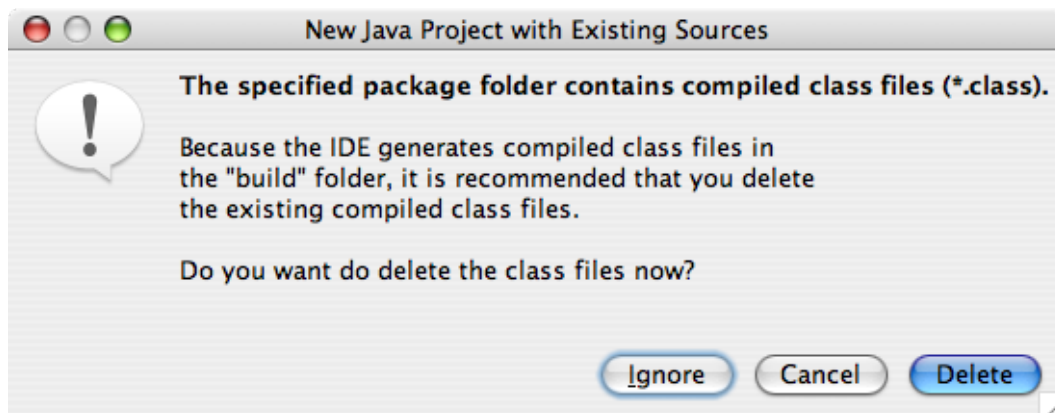 New Java Project with Existing Sources
The specified package folder contains compiled class files (*.class).
Because the IDE generates compiled class files in
the "build" folder, it is recommended that you delete
the existing compiled class files.
Do you want do delete the class files now?
Ignore Cancel Delete